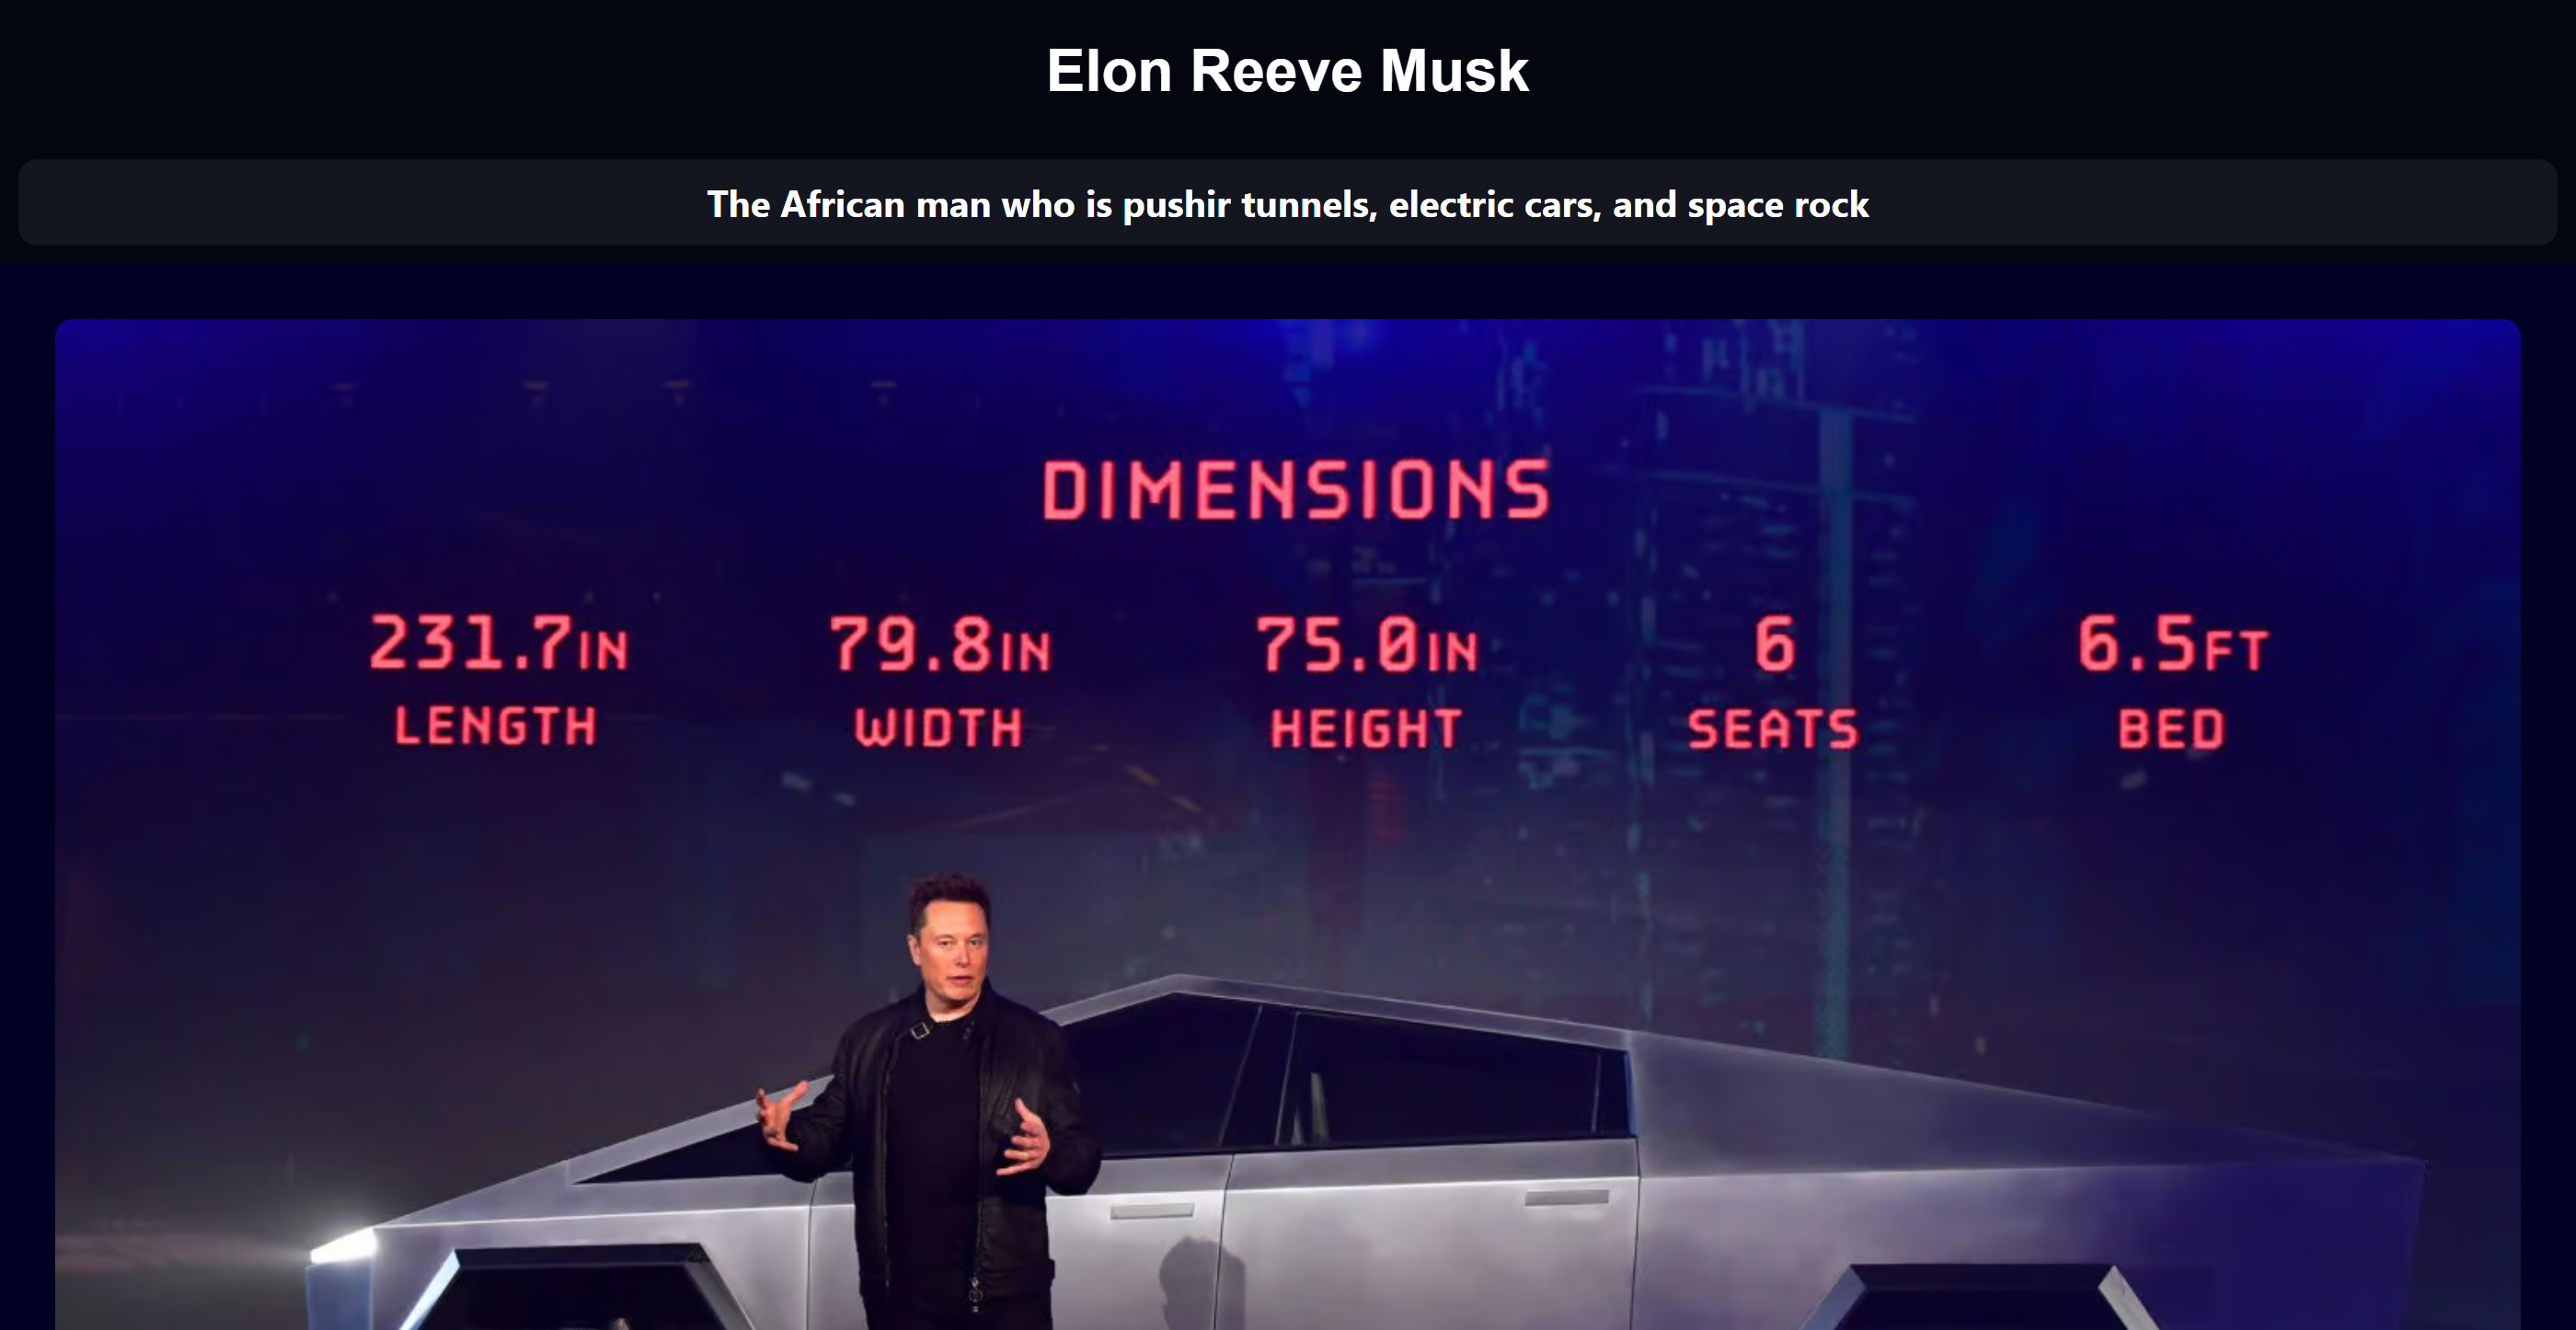 Elon Reeve Musk
The African man who is pushir tunnels, electric cars, and space rock
DIMENSIONS
231.7IN 79.8IN 75.0IN 6 6.5FT
LENGTH WIDTH HEIGHT SEATS BED